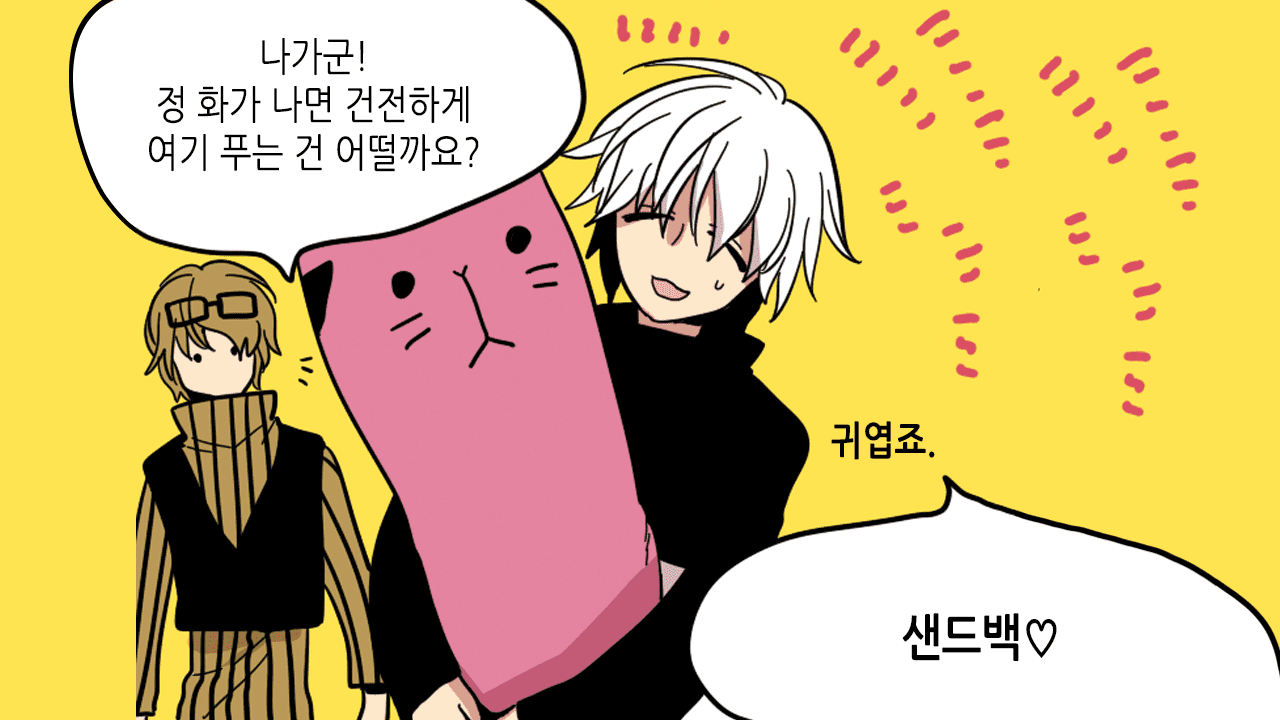 나가군!
정 화가 나면 건전하게
여기 푸는 건 어떨까요?
귀엽죠.
샌드백♡